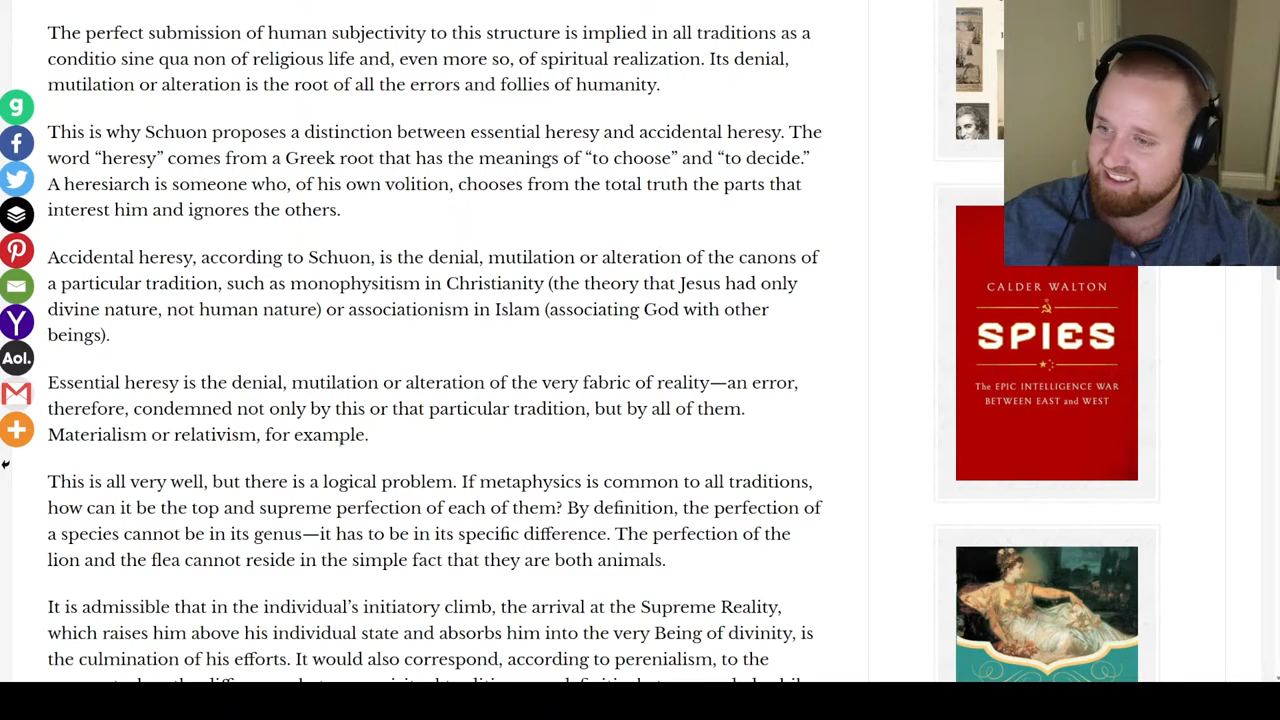 The perfect submission of human subjectivity to this structure is implied in all traditions as a
conditio sine qua non of religious life and, even more so, of spiritual realization. Its denial,
mutilation or alteration is the root of all the errors and follies of humanity.
This is why Schuon proposes a distinction between essential heresy and accidental heresy. The
word “heresy” comes from a Greek root that has the meanings of “to choose” and “to decide.”
A heresiarch is someone who, of his own volition, chooses from the total truth the parts that
interest him and ignores the others.
Accidental heresy, according to Schuon, is the denial, mutilation or alteration of the canons of
a particular tradition, such as monophysitism in Christianity (the theory that Jesus had only
divine nature, not human nature) or associationism in Islam (associating God with other
beings).
Essential heresy is the denial, mutilation or alteration of the very fabric of reality—an error,
therefore, condemned not only by this or that particular tradition, but by all of them.
Materialism or relativism, for example.
This is all very well, but there is a logical problem. If metaphysics is common to all traditions,
how can it be the top and supreme perfection of each of them? By definition, the perfection of
a species cannot be in its genus—it has to be in its specific difference. The perfection of the
lion and the flea cannot reside in the simple fact that they are both animals.
It is admissible that in the individual’s initiatory climb, the arrival at the Supreme Reality,
which raises him above his individual state and absorbs him into the very Being of divinity, is
the culmination of his efforts. It would also correspond, according to perenialism, to the
g
f
Y
Aol.
CALDER WALTON
SPIES
The EPIC INTELLIGENCE WAR
BETWEEN EAST and WEST